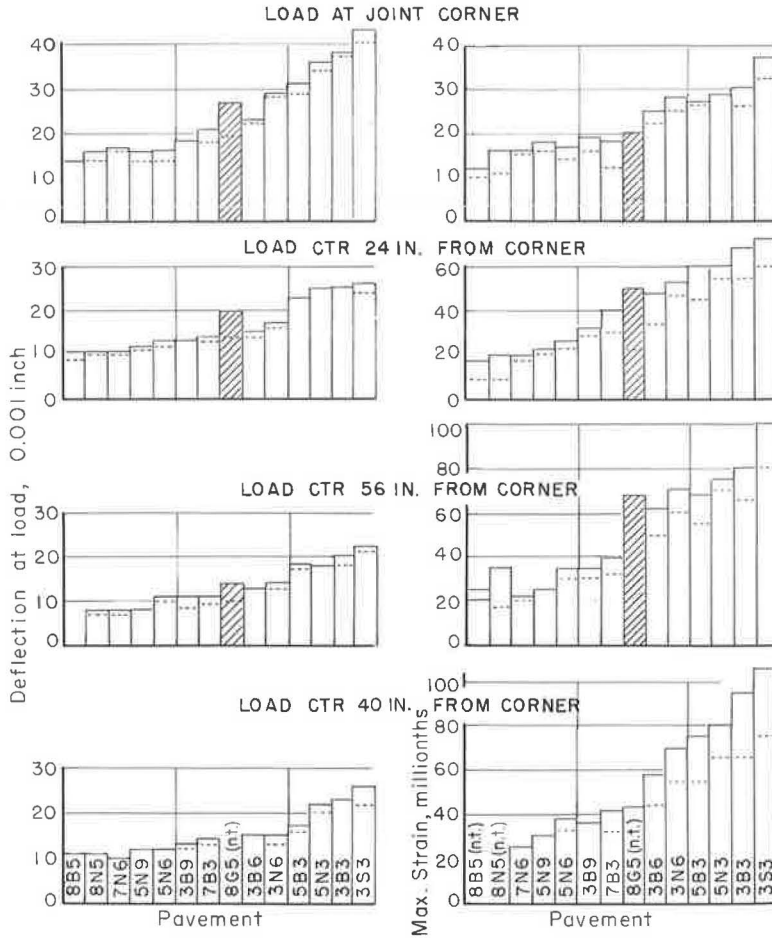 LOAD AT JOINT CORNER
40
30
20
10
0
40
30
20
10
0
LOAD CTR 24 IN. FROM CORNER
30
20
10
0
60
40
20
0
LOAD CTR 56 IN. FROM CORNER
30
20
10
0
100
80
60
40
20
0
LOAD CTR 40 IN. FROM CORNER
30
20
10
0
100
80
60
40
20
0
Deflection at load, 0.001 inch
Max. Strain, millionths
8B5
8N5
7N6
5N9
5N6
3B9
7B3
8G5 (n.t.)
3B6
3N6
5B3
5N3
3B3
3S3
8B5 (n.t.)
8N5 (n.t.)
7N6
5N9
5N6
3B9
7B3
8G5 (n.t.)
3B6
3N6
5B3
5N3
3B3
3S3
Pavement
Pavement